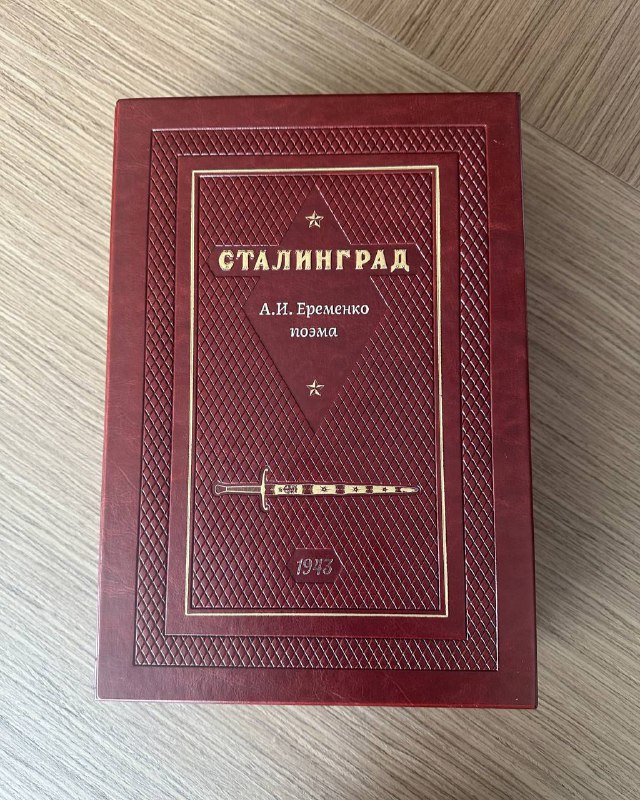 СТАЛИНГРАД
А.И. Еременко
поэма
1943